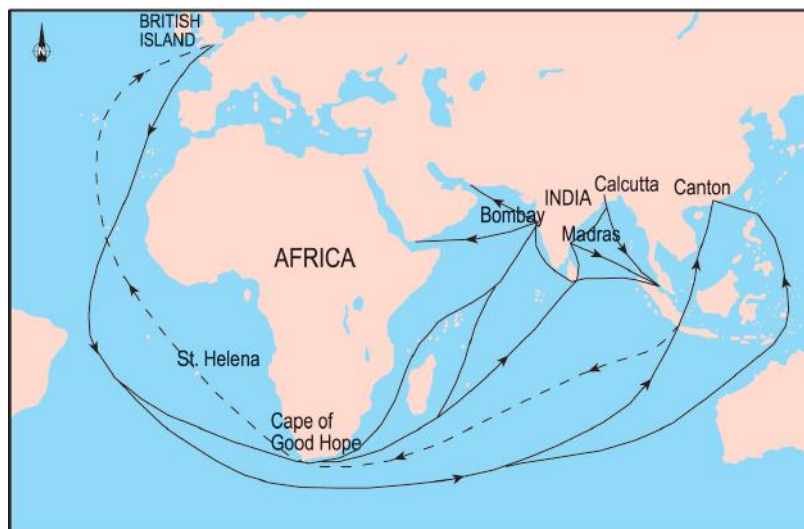 BRITISH
ISLAND
N
INDIA
Calcutta
Canton
Bombay
Madras
AFRICA
St. Helena
Cape of
Good Hope